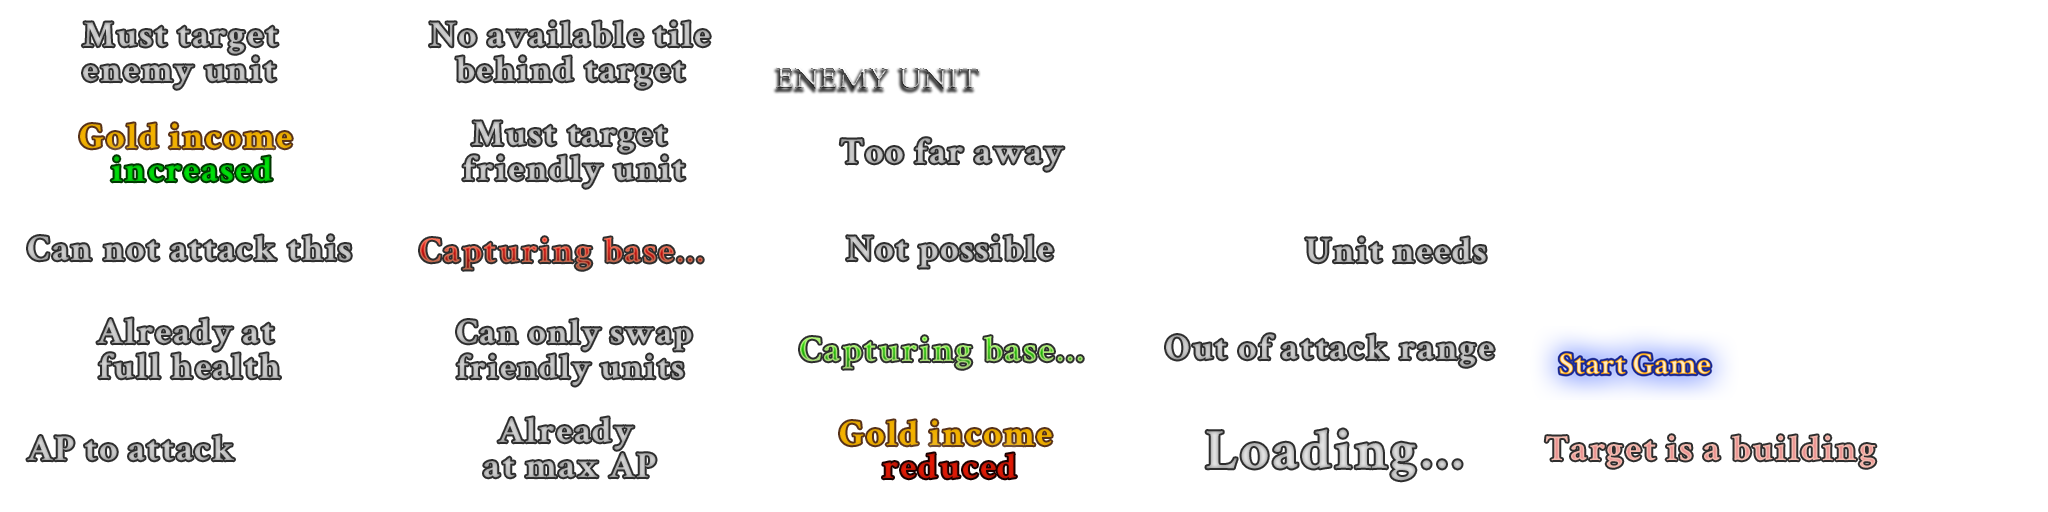 Must target
enemy unit
No available tile
behind target
ENEMY UNIT
Gold income
increased
Must target
friendly unit
Too far away
Can not attack this
Capturing base...
Not possible
Unit needs
Already at
full health
Can only swap
friendly units
Capturing base...
Out of attack range
Start Game
AP to attack
Already
at max AP
Gold income
reduced
Loading...
Target is a building